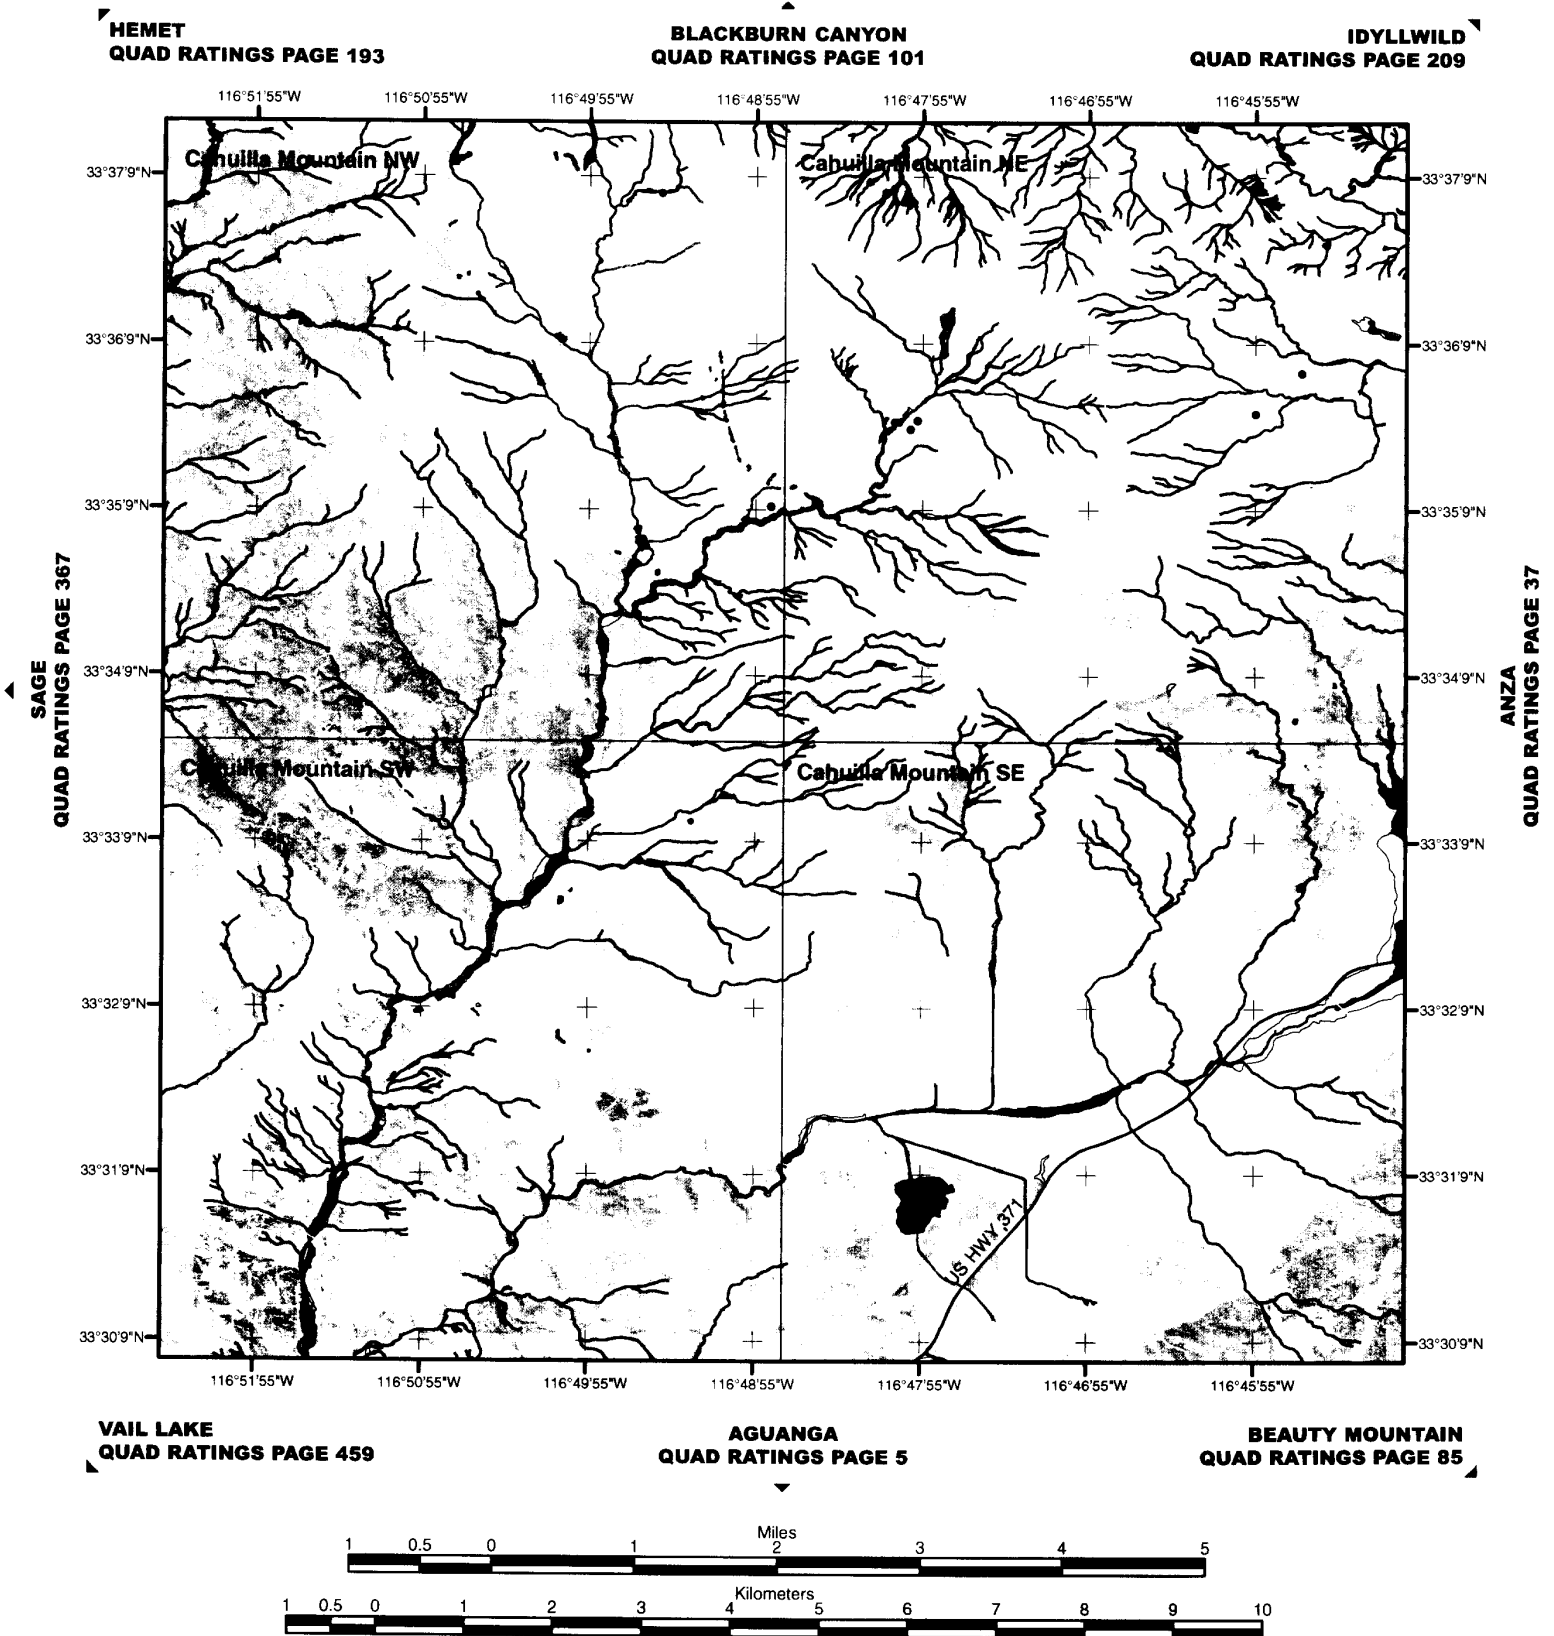 HEMET
QUAD RATINGS PAGE 193
BLACKBURN CANYON
QUAD RATINGS PAGE 101
IDYLLWILD
QUAD RATINGS PAGE 209
116°51'55"W
116°50'55"W
116°49'55"W
116°48'55"W
116°47'55"W
116°46'55"W
116°45'55"W
Cahuilla Mountain NW
Cahuilla Mountain NE
33°37'9"N
33°37'9"N
33°36'9"N
33°36'9"N
33°35'9"N
33°35'9"N
SAGE
QUAD RATINGS PAGE 367
ANZA
QUAD RATINGS PAGE 37
33°34'9"N
33°34'9"N
Cahuilla Mountain SW
Cahuilla Mountain SE
33°33'9"N
33°33'9"N
33°32'9"N
33°32'9"N
33°31'9"N
33°31'9"N
US HWY 371
33°30'9"N
33°30'9"N
116°51'55"W
116°50'55"W
116°49'55"W
116°48'55"W
116°47'55"W
116°46'55"W
116°45'55"W
VAIL LAKE
QUAD RATINGS PAGE 459
AGUANGA
QUAD RATINGS PAGE 5
BEAUTY MOUNTAIN
QUAD RATINGS PAGE 85
Miles
1 0.5 0 1 2 3 4 5
Kilometers
1 0.5 0 1 2 3 4 5 6 7 8 9 10